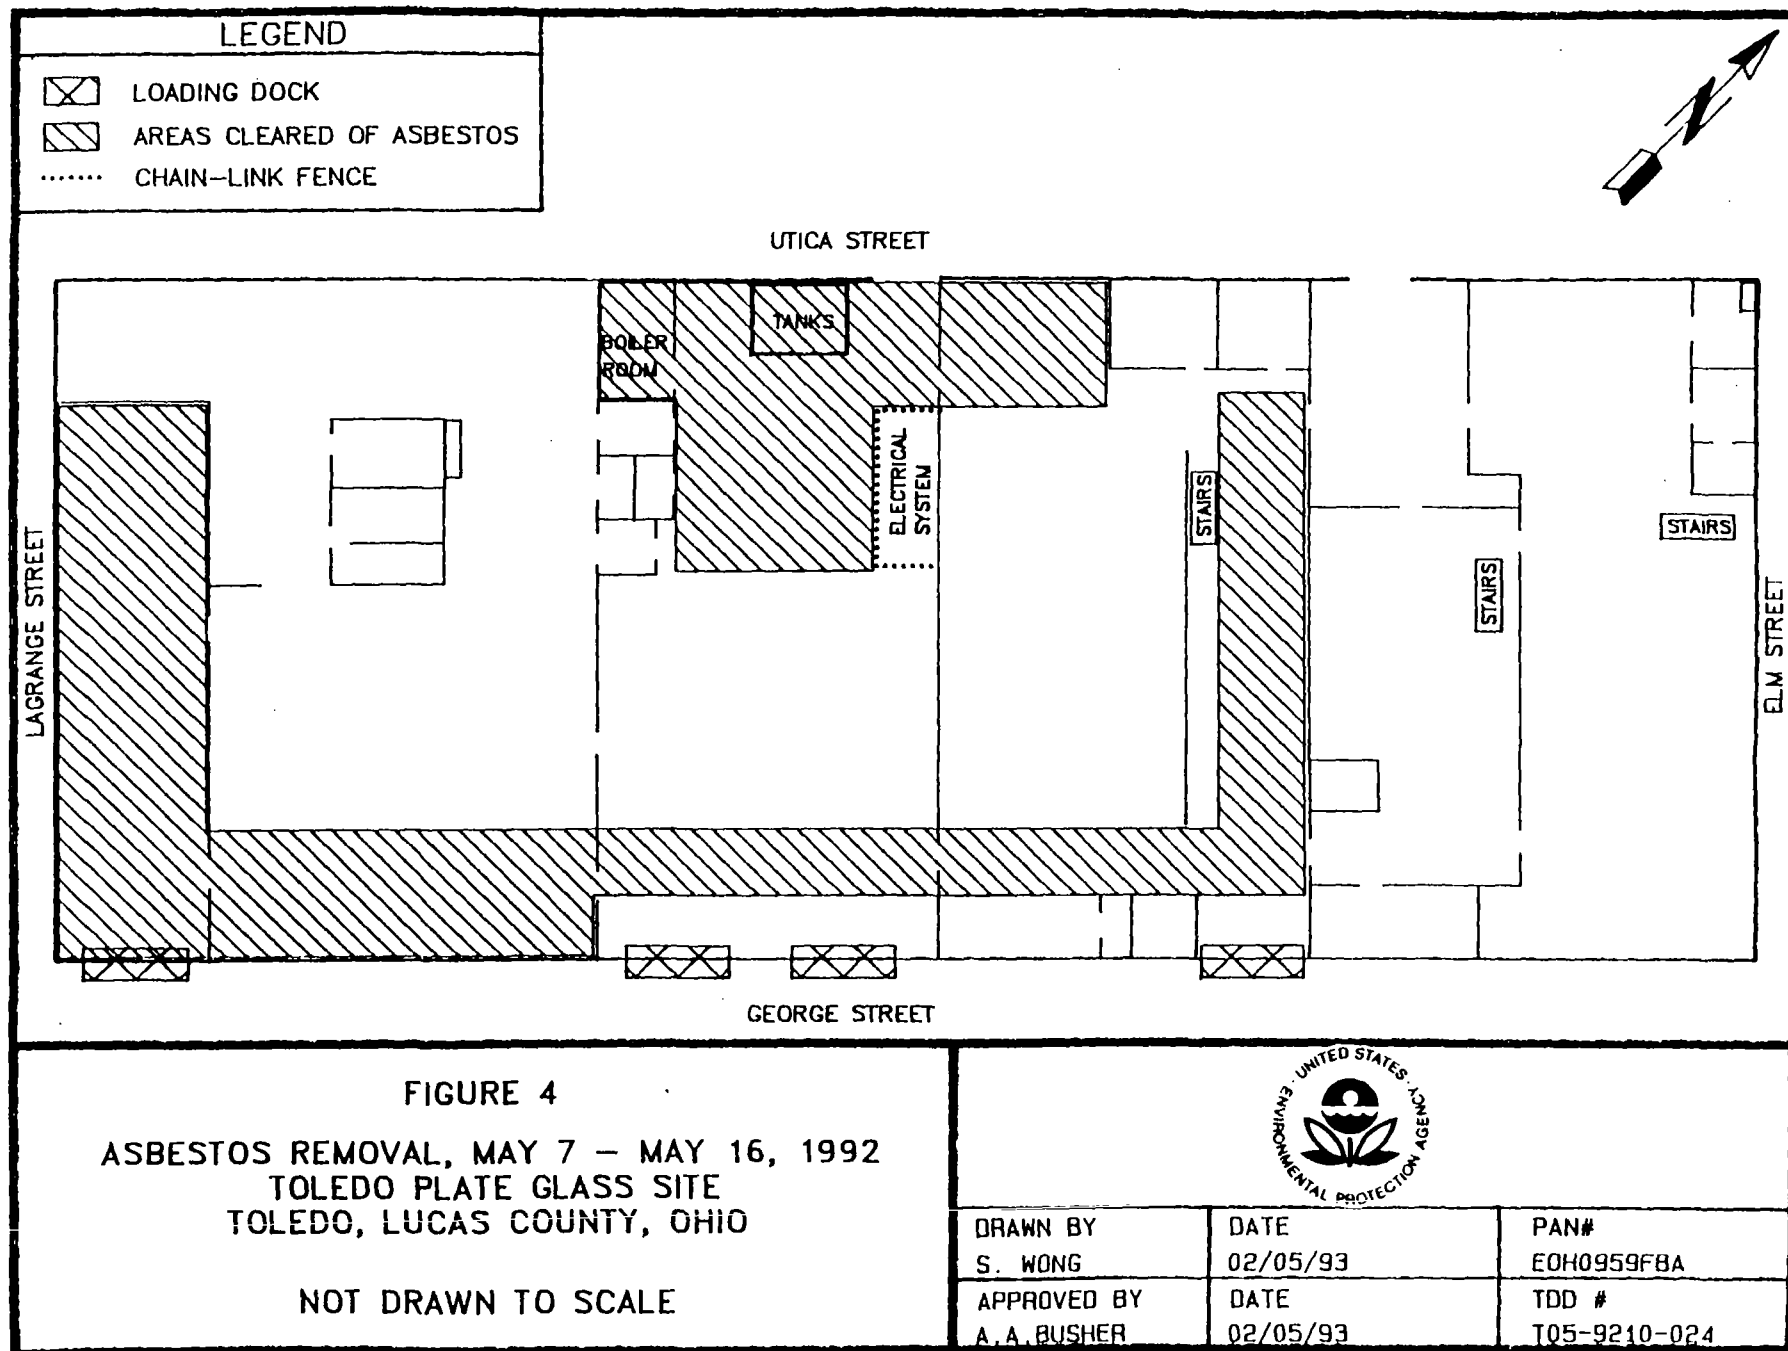 LEGEND
LOADING DOCK
AREAS CLEARED OF ASBESTOS
CHAIN-LINK FENCE
N
UTICA STREET
TANKS
BOILER
ROOM
ELECTRICAL
SYSTEM
STAIRS
STAIRS
STAIRS
LAGRANGE STREET
ELM STREET
GEORGE STREET
FIGURE 4
ASBESTOS REMOVAL, MAY 7 – MAY 16, 1992
TOLEDO PLATE GLASS SITE
TOLEDO, LUCAS COUNTY, OHIO
NOT DRAWN TO SCALE
UNITED STATES · ENVIRONMENTAL PROTECTION AGENCY ·
DRAWN BY
S. WONG
DATE
02/05/93
PAN#
EOH0959FBA
APPROVED BY
A.A.BUSHER
DATE
02/05/93
TDD #
T05-9210-024